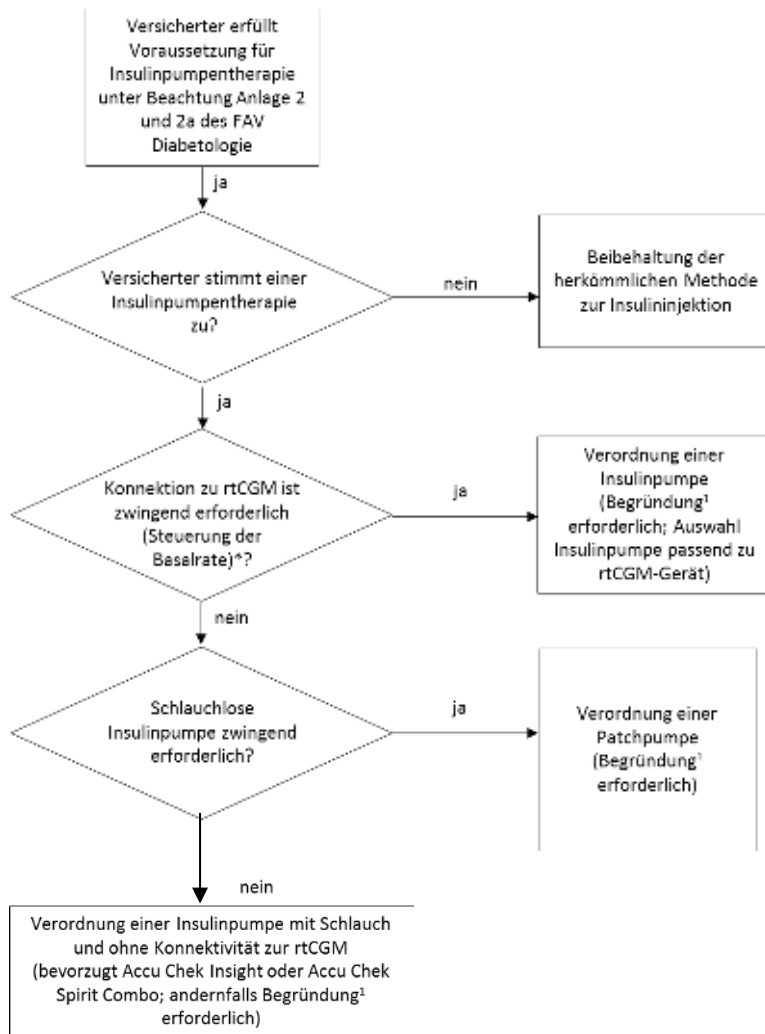 Versicherter erfüllt
Voraussetzung für
Insulinpumpentherapie
unter Beachtung Anlage 2
und 2a des FAV
Diabetologie
ja
Versicherter stimmt einer
Insulinpumpentherapie
zu?
nein
Beibehaltung der
herkömmlichen Methode
zur Insulininjektion
ja
Konnektion zu rtCGM ist
zwingend erforderlich
(Steuerung der
Basalrate)*?
ja
Verordnung einer
Insulinpumpe
(Begründung¹
erforderlich; Auswahl
Insulinpumpe passend zu
rtCGM-Gerät)
nein
Schlauchlose
Insulinpumpe zwingend
erforderlich?
ja
Verordnung einer
Patchpumpe
(Begründung¹
erforderlich)
nein
Verordnung einer Insulinpumpe mit Schlauch
und ohne Konnektivität zur rtCGM
(bevorzugt Accu Chek Insight oder Accu Chek
Spirit Combo; andernfalls Begründung¹
erforderlich)